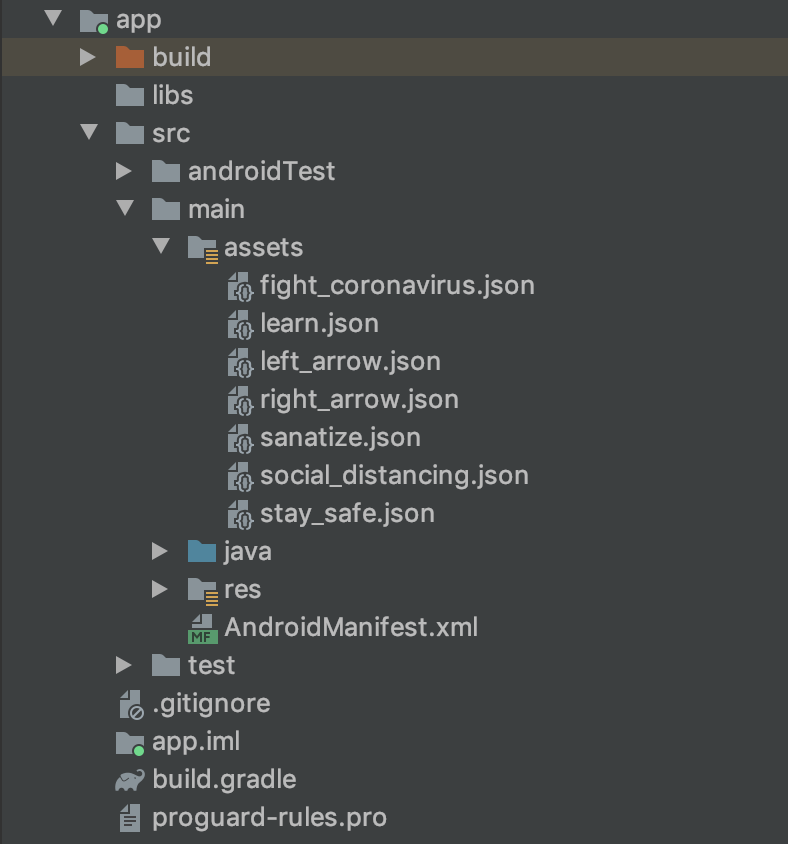 app
build
libs
src
androidTest
main
assets
fight_coronavirus.json
learn.json
left_arrow.json
right_arrow.json
sanatize.json
social_distancing.json
stay_safe.json
java
res
MF AndroidManifest.xml
test
.gitignore
app.iml
build.gradle
proguard-rules.pro